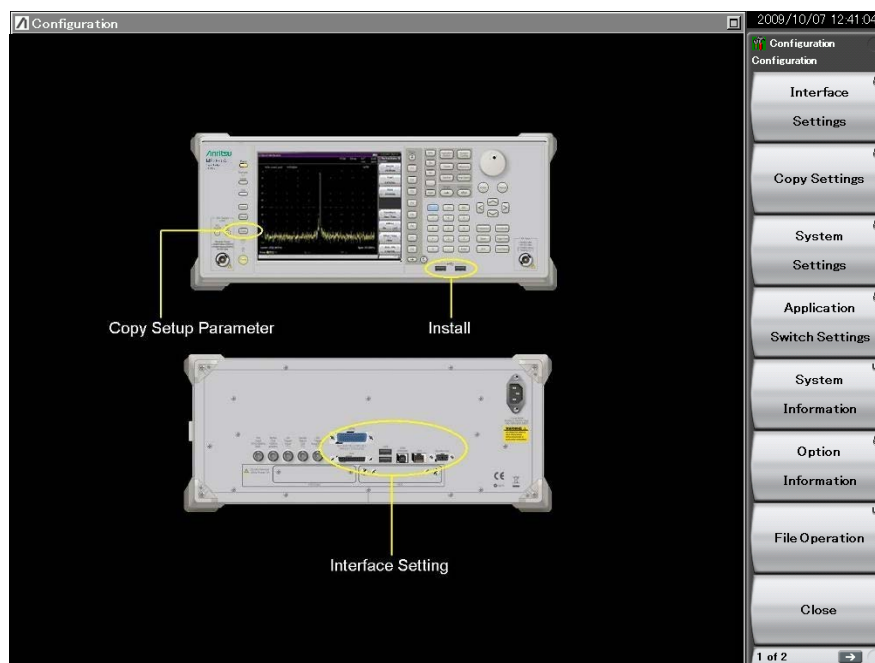 Configuration
2009/10/07 12:41:04
Configuration
Configuration
Interface
Settings
Copy Settings
System
Settings
Application
Switch Settings
System
Information
Option
Information
File Operation
Close
1 of 2
Anritsu
Copy Setup Parameter
Install
Interface Setting